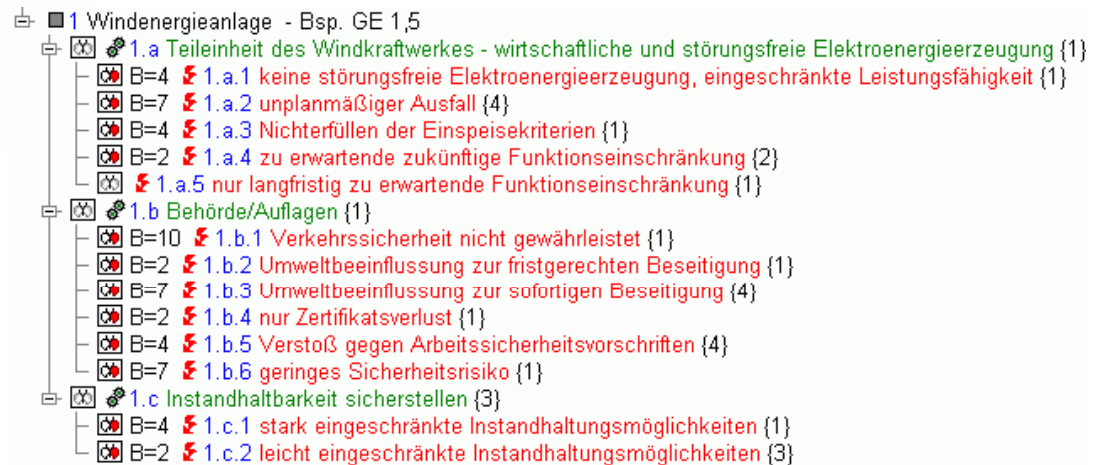 1 Windenergieanlage - Bsp. GE 1,5
1.a Teileinheit des Windkraftwerkes - wirtschaftliche und störungsfreie Elektroenergieerzeugung {1}
B=4 1.a.1 keine störungsfreie Elektroenergieerzeugung, eingeschränkte Leistungsfähigkeit {1}
B=7 1.a.2 unplanmäßiger Ausfall {4}
B=4 1.a.3 Nichterfüllen der Einspeisekriterien {1}
B=2 1.a.4 zu erwartende zukünftige Funktionseinschränkung {2}
1.a.5 nur langfristig zu erwartende Funktionseinschränkung {1}
1.b Behörde/Auflagen {1}
B=10 1.b.1 Verkehrssicherheit nicht gewährleistet {1}
B=2 1.b.2 Umweltbeeinflussung zur fristgerechten Beseitigung {1}
B=7 1.b.3 Umweltbeeinflussung zur sofortigen Beseitigung {4}
B=2 1.b.4 nur Zertifikatsverlust {1}
B=4 1.b.5 Verstoß gegen Arbeitssicherheitsvorschriften {4}
B=7 1.b.6 geringes Sicherheitsrisiko {1}
1.c Instandhaltbarkeit sicherstellen {3}
B=4 1.c.1 stark eingeschränkte Instandhaltungsmöglichkeiten {1}
B=2 1.c.2 leicht eingeschränkte Instandhaltungsmöglichkeiten {3}